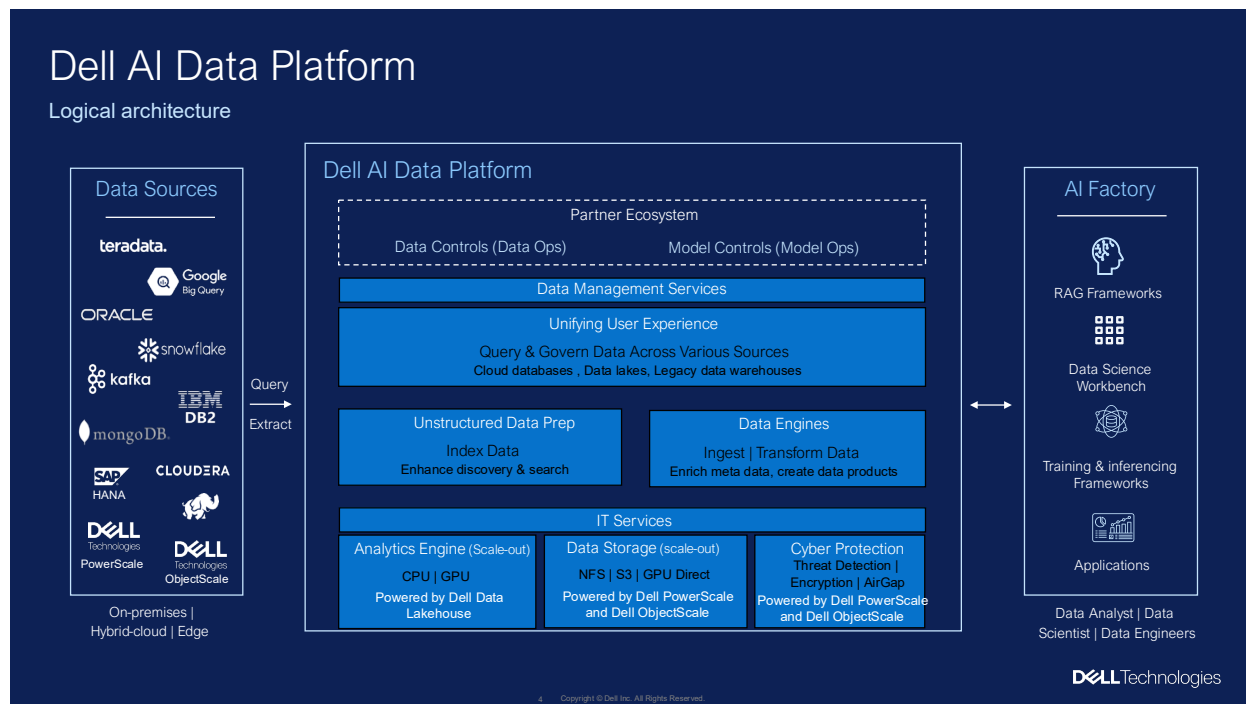 Dell AI Data Platform
Logical architecture
Data Sources
teradata.
Google
Big Query
ORACLE
snowflake
kafka
IBM
DB2
mongoDB.
SAP
HANA
CLOUDERA
DELL
Technologies
PowerScale
DELL
Technologies
ObjectScale
On-premises |
Hybrid-cloud | Edge
Query
Extract
Dell AI Data Platform
Partner Ecosystem
Data Controls (Data Ops)
Model Controls (Model Ops)
Data Management Services
Unifying User Experience
Query & Govern Data Across Various Sources
Cloud databases , Data lakes, Legacy data warehouses
Unstructured Data Prep
Index Data
Enhance discovery & search
Data Engines
Ingest | Transform Data
Enrich meta data, create data products
IT Services
Analytics Engine (Scale-out)
CPU | GPU
Powered by Dell Data
Lakehouse
Data Storage (scale-out)
NFS | S3 | GPU Direct
Powered by Dell PowerScale
and Dell ObjectScale
Cyber Protection
Threat Detection |
Encryption | AirGap
Powered by Dell PowerScale
and Dell ObjectScale
AI Factory
RAG Frameworks
Data Science
Workbench
Training & inferencing
Frameworks
Applications
Data Analyst | Data
Scientist | Data Engineers
DELL Technologies
4 Copyright © Dell Inc. All Rights Reserved.